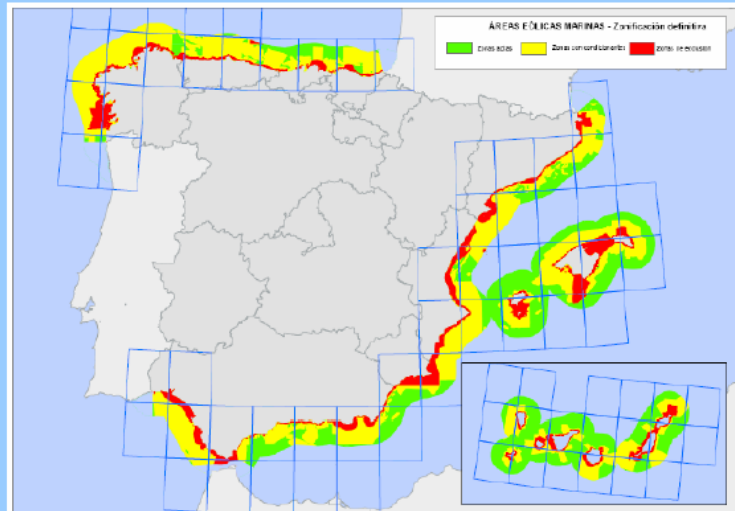 ÁREAS EÓLICAS MARINAS - Zonificación definitiva
Zonas aptas
Zonas con condicionantes
Zonas de exclusión